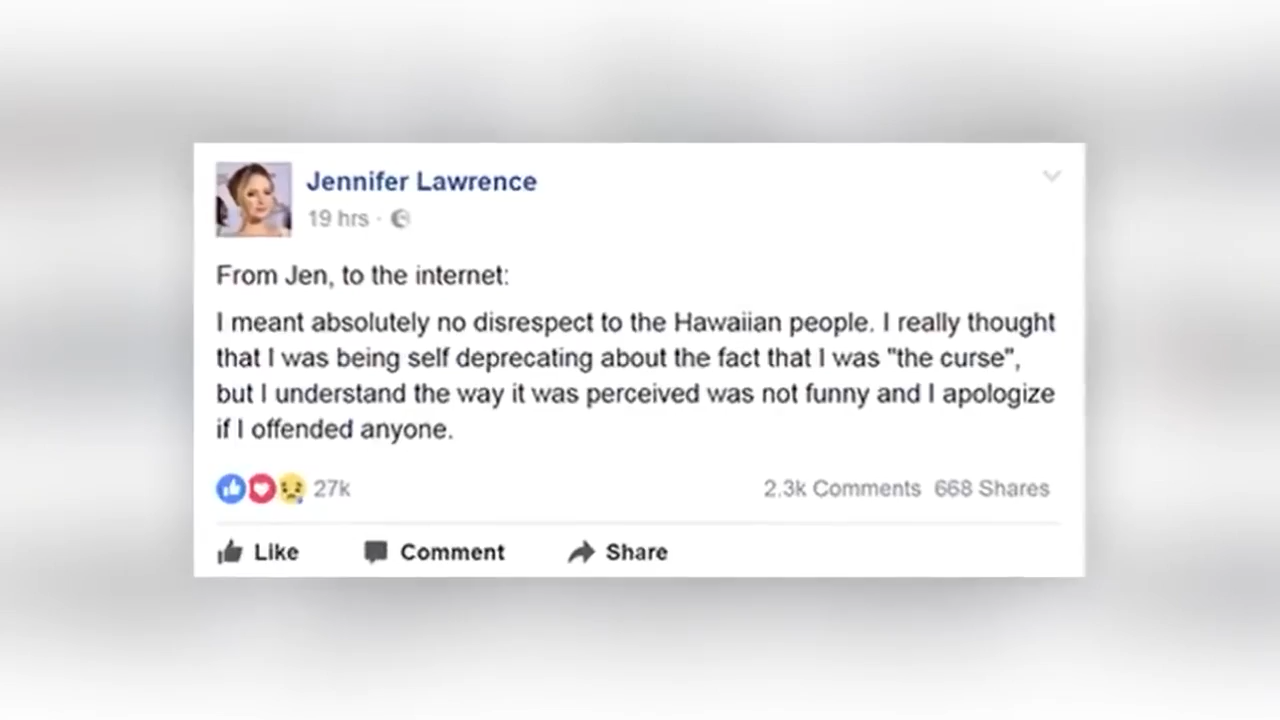 Jennifer Lawrence
19 hrs ·
From Jen, to the internet:
I meant absolutely no disrespect to the Hawaiian people. I really thought
that I was being self deprecating about the fact that I was "the curse",
but I understand the way it was perceived was not funny and I apologize
if I offended anyone.
27k 2.3k Comments 668 Shares
Like Comment Share